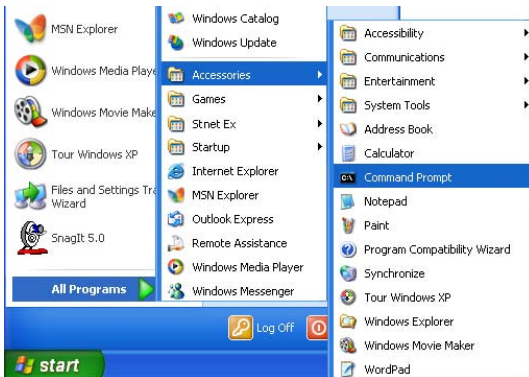 MSN Explorer
Windows Media Playe
Windows Movie Make
Tour Windows XP
Files and Settings Tra
Wizard
SnagIt 5.0
All Programs
Windows Catalog
Windows Update
Accessories
Games
Stnet Ex
Startup
Internet Explorer
MSN Explorer
Outlook Express
Remote Assistance
Windows Media Player
Windows Messenger
Accessibility
Communications
Entertainment
System Tools
Address Book
Calculator
Command Prompt
Notepad
Paint
Program Compatibility Wizard
Synchronize
Tour Windows XP
Windows Explorer
Windows Movie Maker
WordPad
Log Off
start